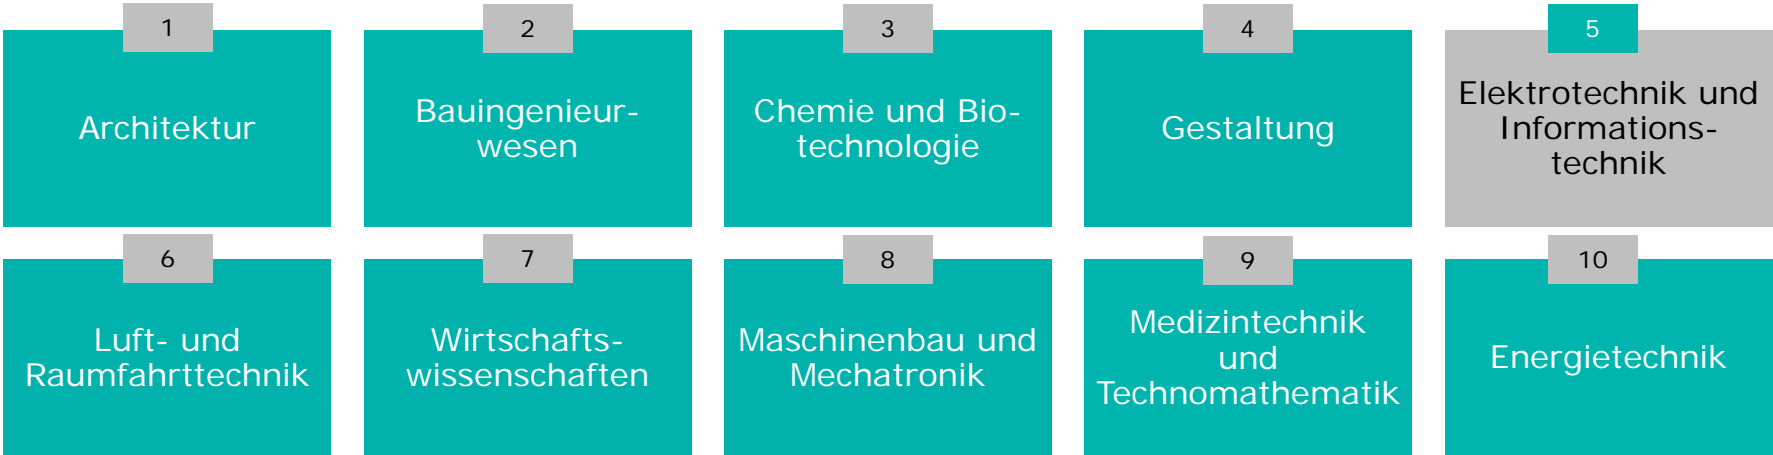 1
Architektur
2
Bauingenieur-
wesen
3
Chemie und Bio-
technologie
4
Gestaltung
5
Elektrotechnik und
Informations-
technik
6
Luft- und
Raumfahrttechnik
7
Wirtschafts-
wissenschaften
8
Maschinenbau und
Mechatronik
9
Medizintechnik
und
Technomathematik
10
Energietechnik